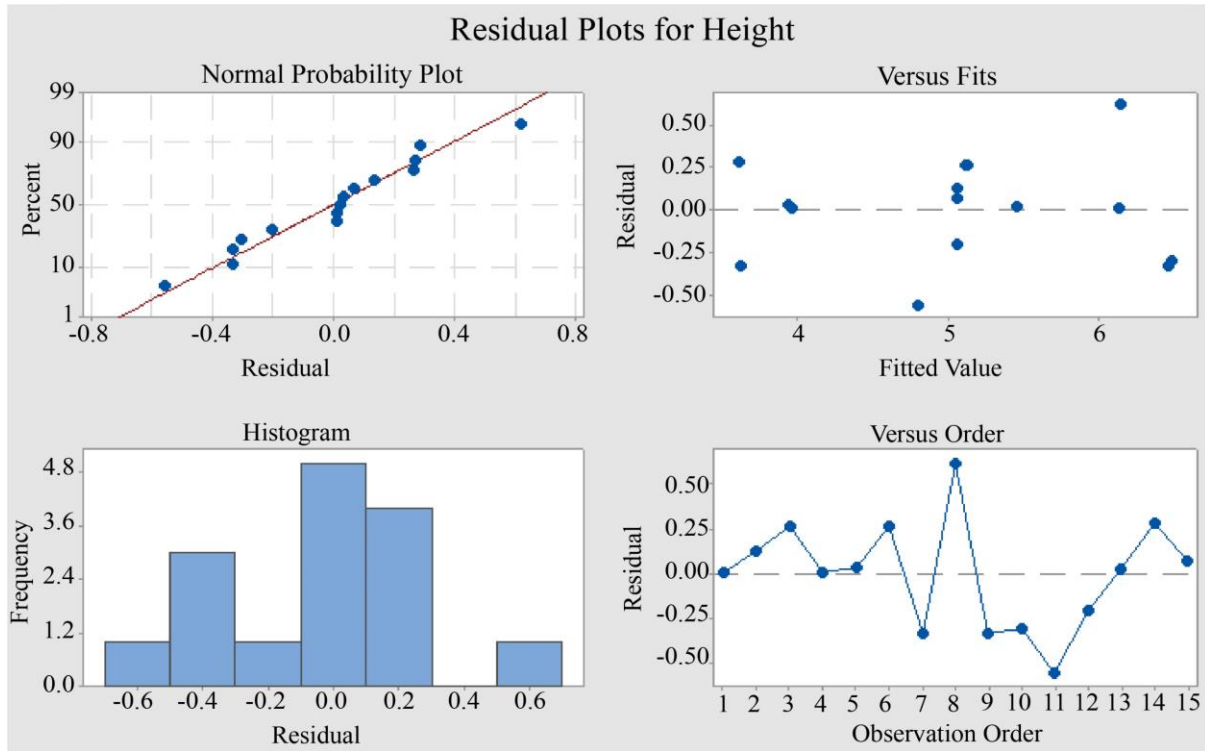 Residual Plots for Height
Normal Probability Plot
99
90
50
10
1
Percent
-0.8 -0.4 0.0 0.4 0.8
Residual
Versus Fits
0.50
0.25
0.00
-0.25
-0.50
Residual
4 5 6
Fitted Value
Histogram
4.8
3.6
2.4
1.2
0.0
Frequency
-0.6 -0.4 -0.2 0.0 0.2 0.4 0.6
Residual
Versus Order
0.50
0.25
0.00
-0.25
-0.50
Residual
1 2 3 4 5 6 7 8 9 10 11 12 13 14 15
Observation Order